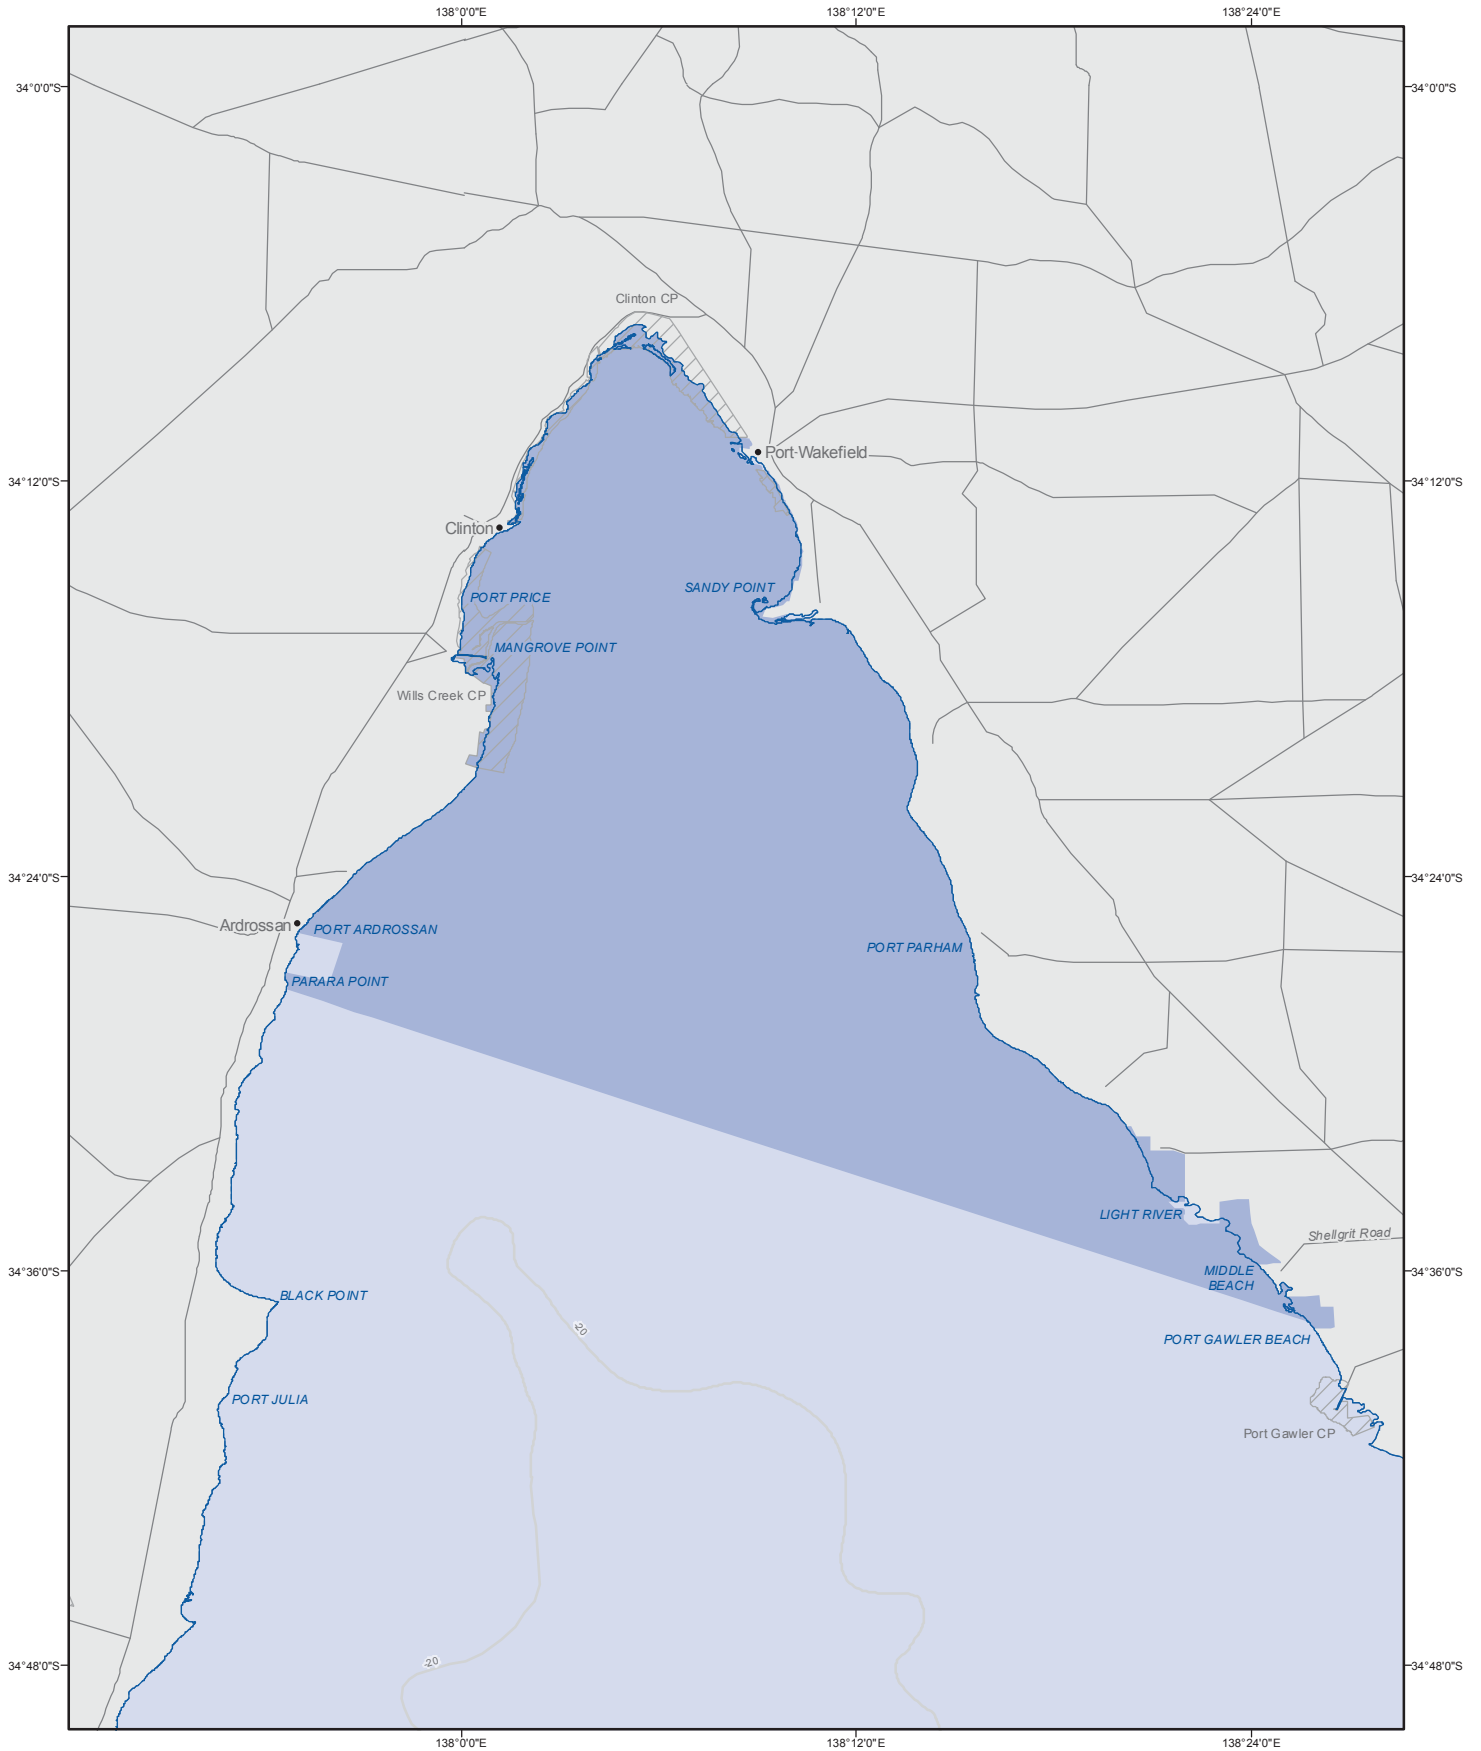 138°0'0"E
138°12'0"E
138°24'0"E
34°0'0"S
34°0'0"S
Clinton CP
Port-Wakefield
34°12'0"S
34°12'0"S
Clinton
SANDY POINT
PORT PRICE
MANGROVE POINT
Wills Creek CP
34°24'0"S
34°24'0"S
Ardrossan
PORT ARDROSSAN
PORT PARHAM
PARARA POINT
LIGHT RIVER
Shellgrit Road
34°36'0"S
34°36'0"S
MIDDLE
BEACH
BLACK POINT
-20
PORT GAWLER BEACH
PORT JULIA
Port Gawler CP
-20
34°48'0"S
34°48'0"S
138°0'0"E
138°12'0"E
138°24'0"E